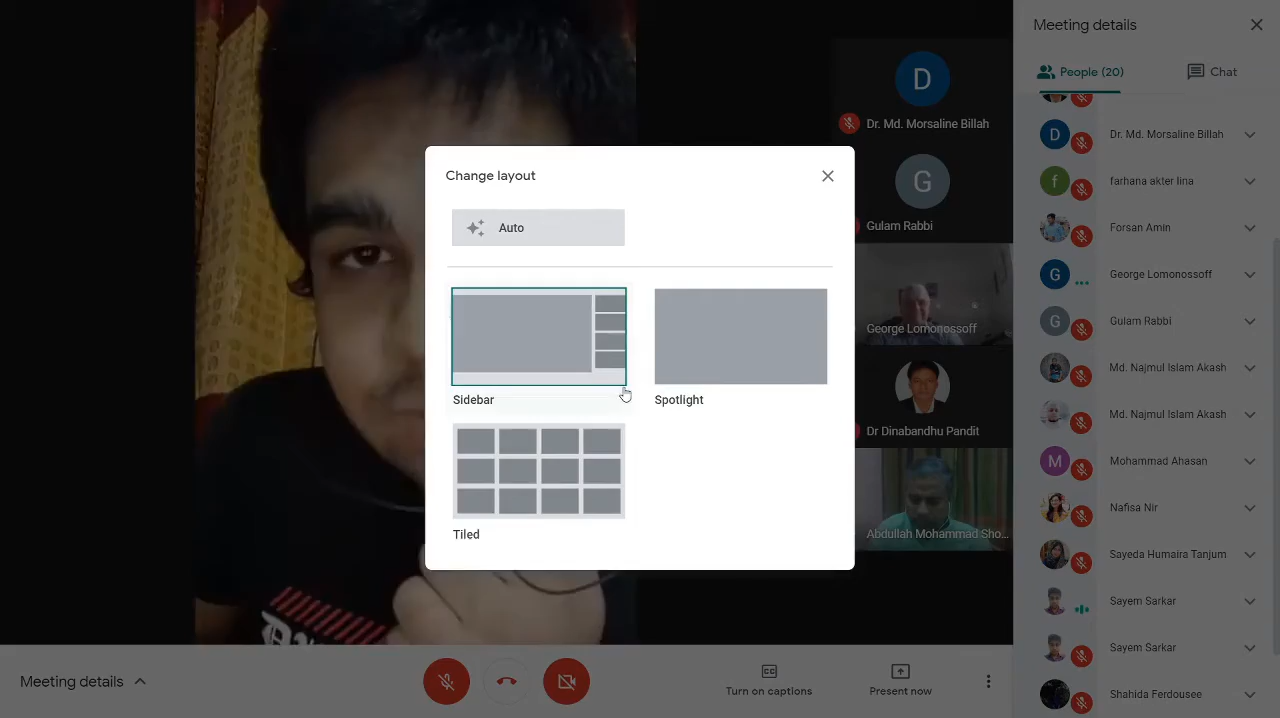 Meeting details
People (20)
Chat
D
Dr. Md. Morsaline Billah
G
Gulam Rabbi
George Lomonossoff
Dr Dinabandhu Pandit
Abdullah Mohammad Sho...
Change layout
Auto
Sidebar
Spotlight
Tiled
D
Dr. Md. Morsaline Billah
f
farhana akter lina
Forsan Amin
G
George Lomonossoff
G
Gulam Rabbi
Md. Najmul Islam Akash
Md. Najmul Islam Akash
M
Mohammad Ahasan
Nafisa Nir
Sayeda Humaira Tanjum
Sayem Sarkar
Sayem Sarkar
Shahida Ferdousee
Meeting details
CC
Turn on captions
Present now